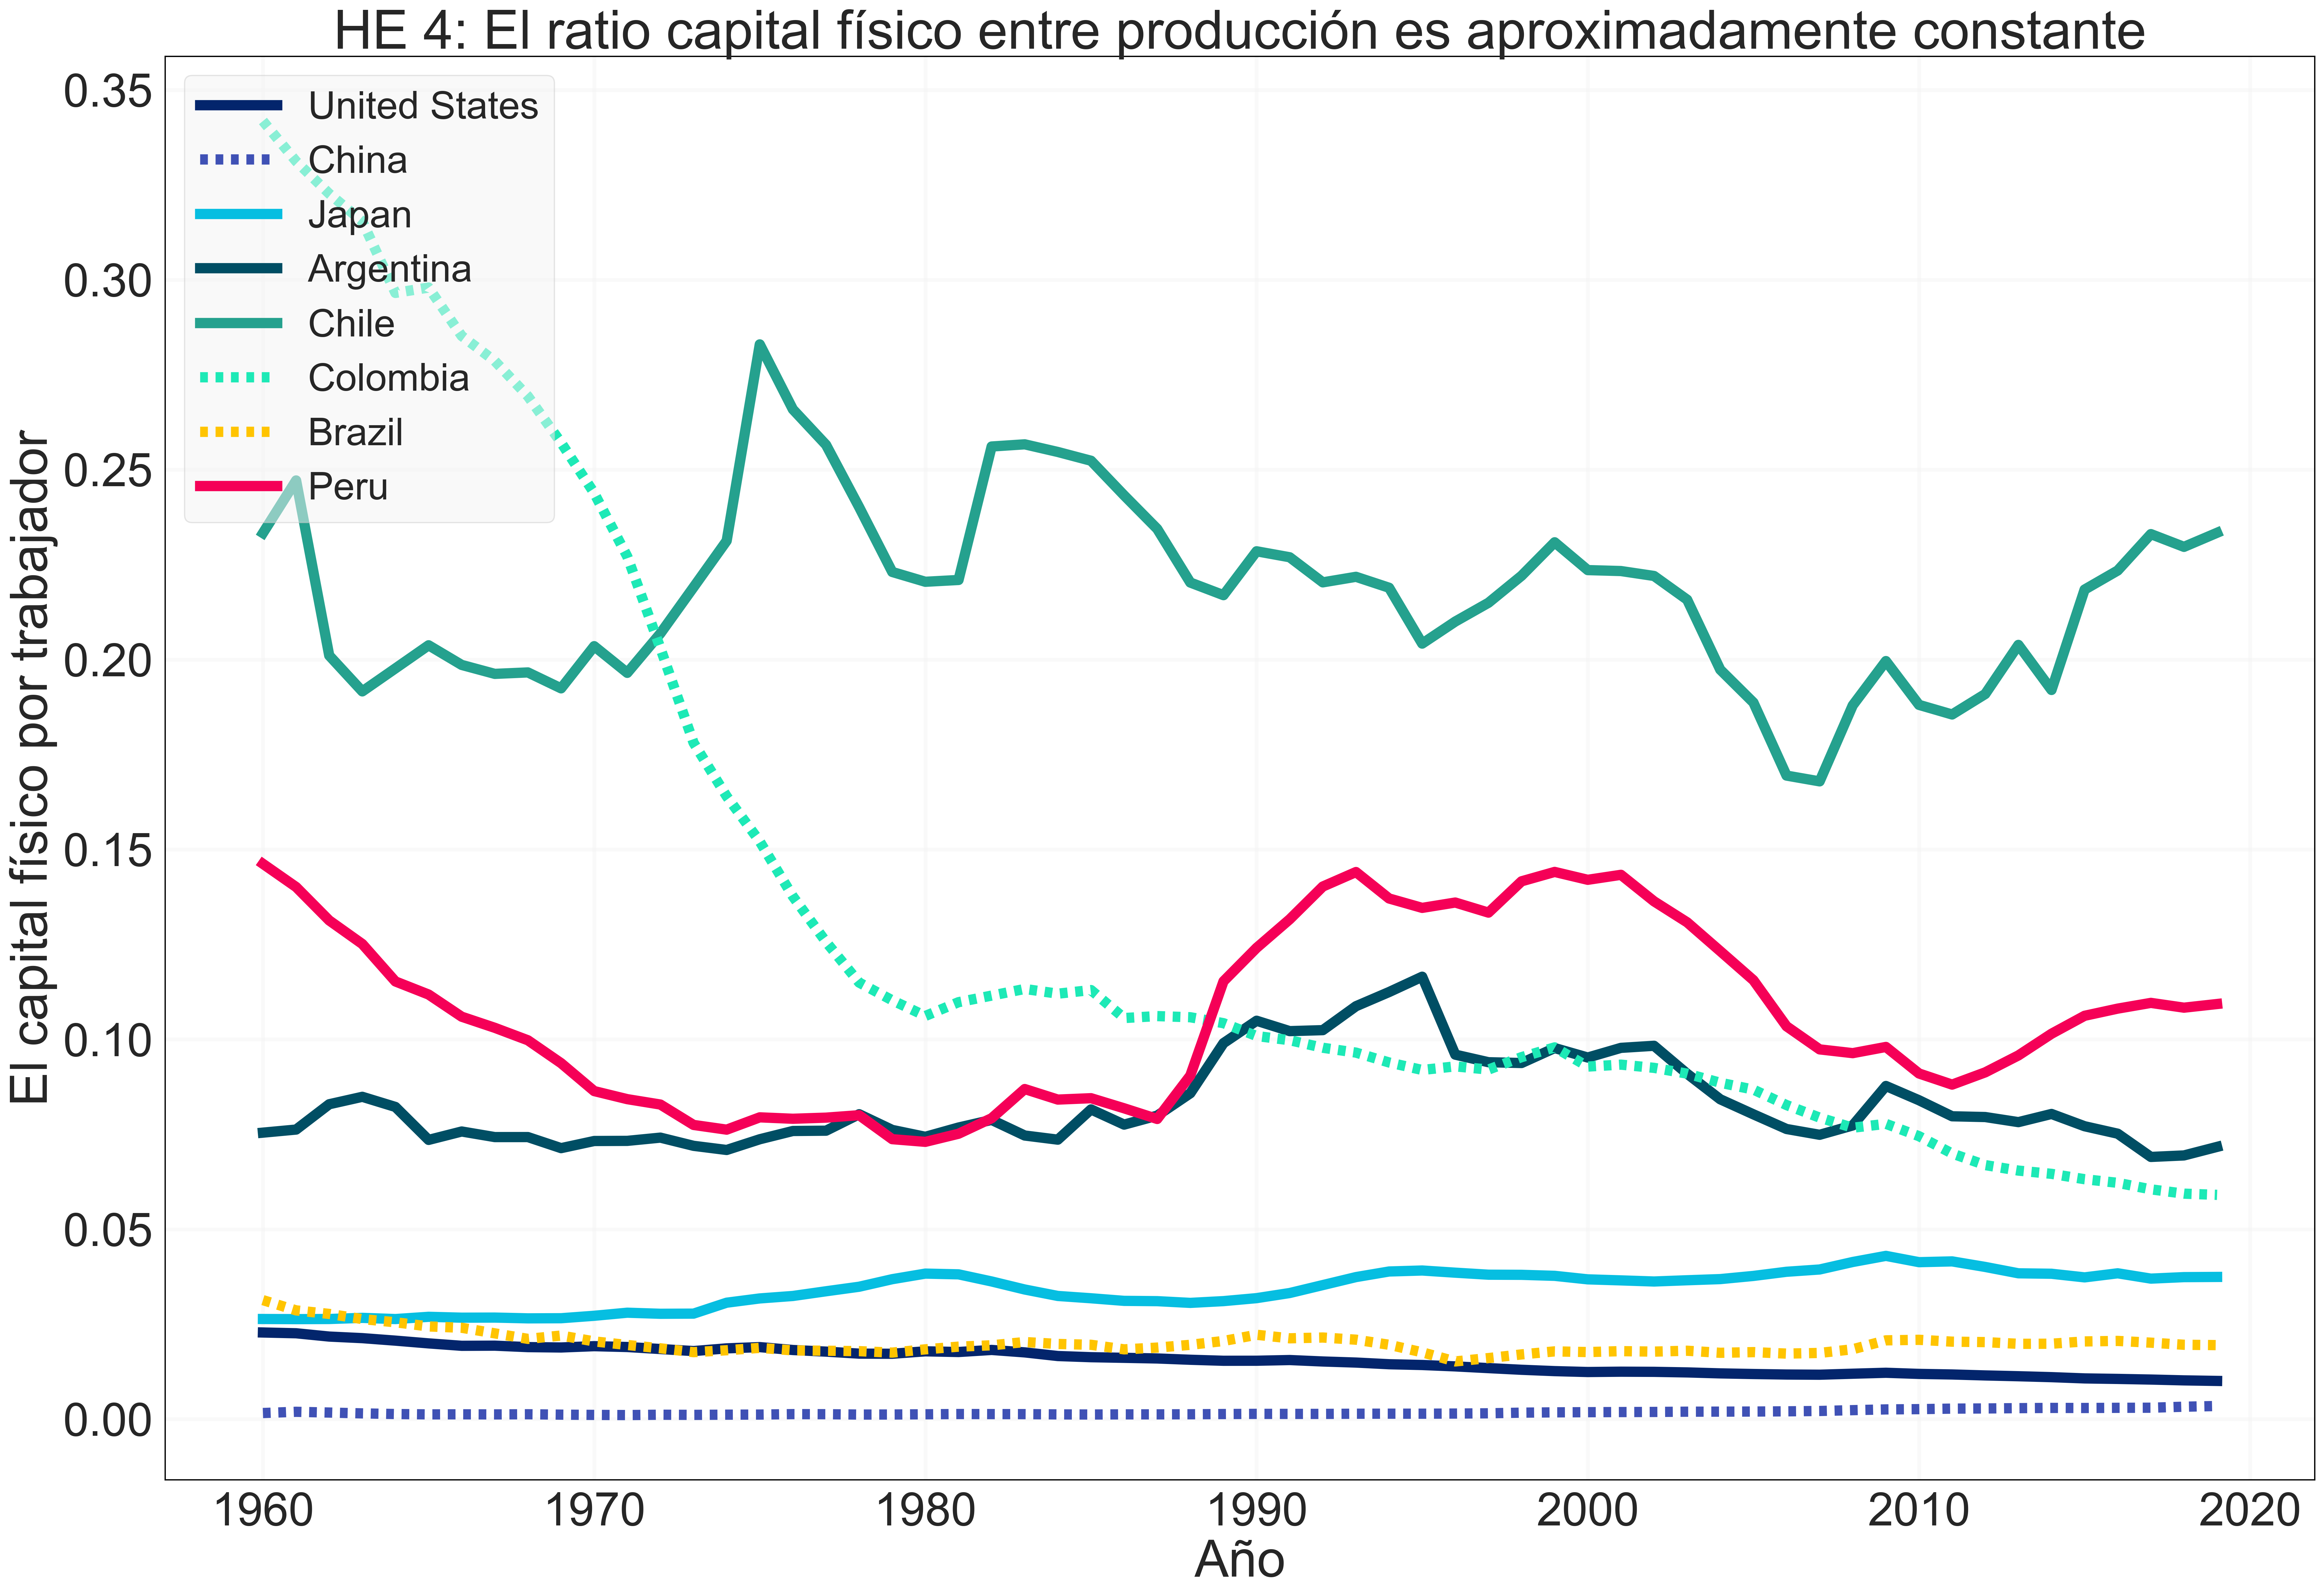 HE 4: El ratio capital físico entre producción es aproximadamente constante
El capital físico por trabajador
0.35
0.30
0.25
0.20
0.15
0.10
0.05
0.00
United States
China
Japan
Argentina
Chile
Colombia
Brazil
Peru
1960 1970 1980 1990 2000 2010 2020
Año